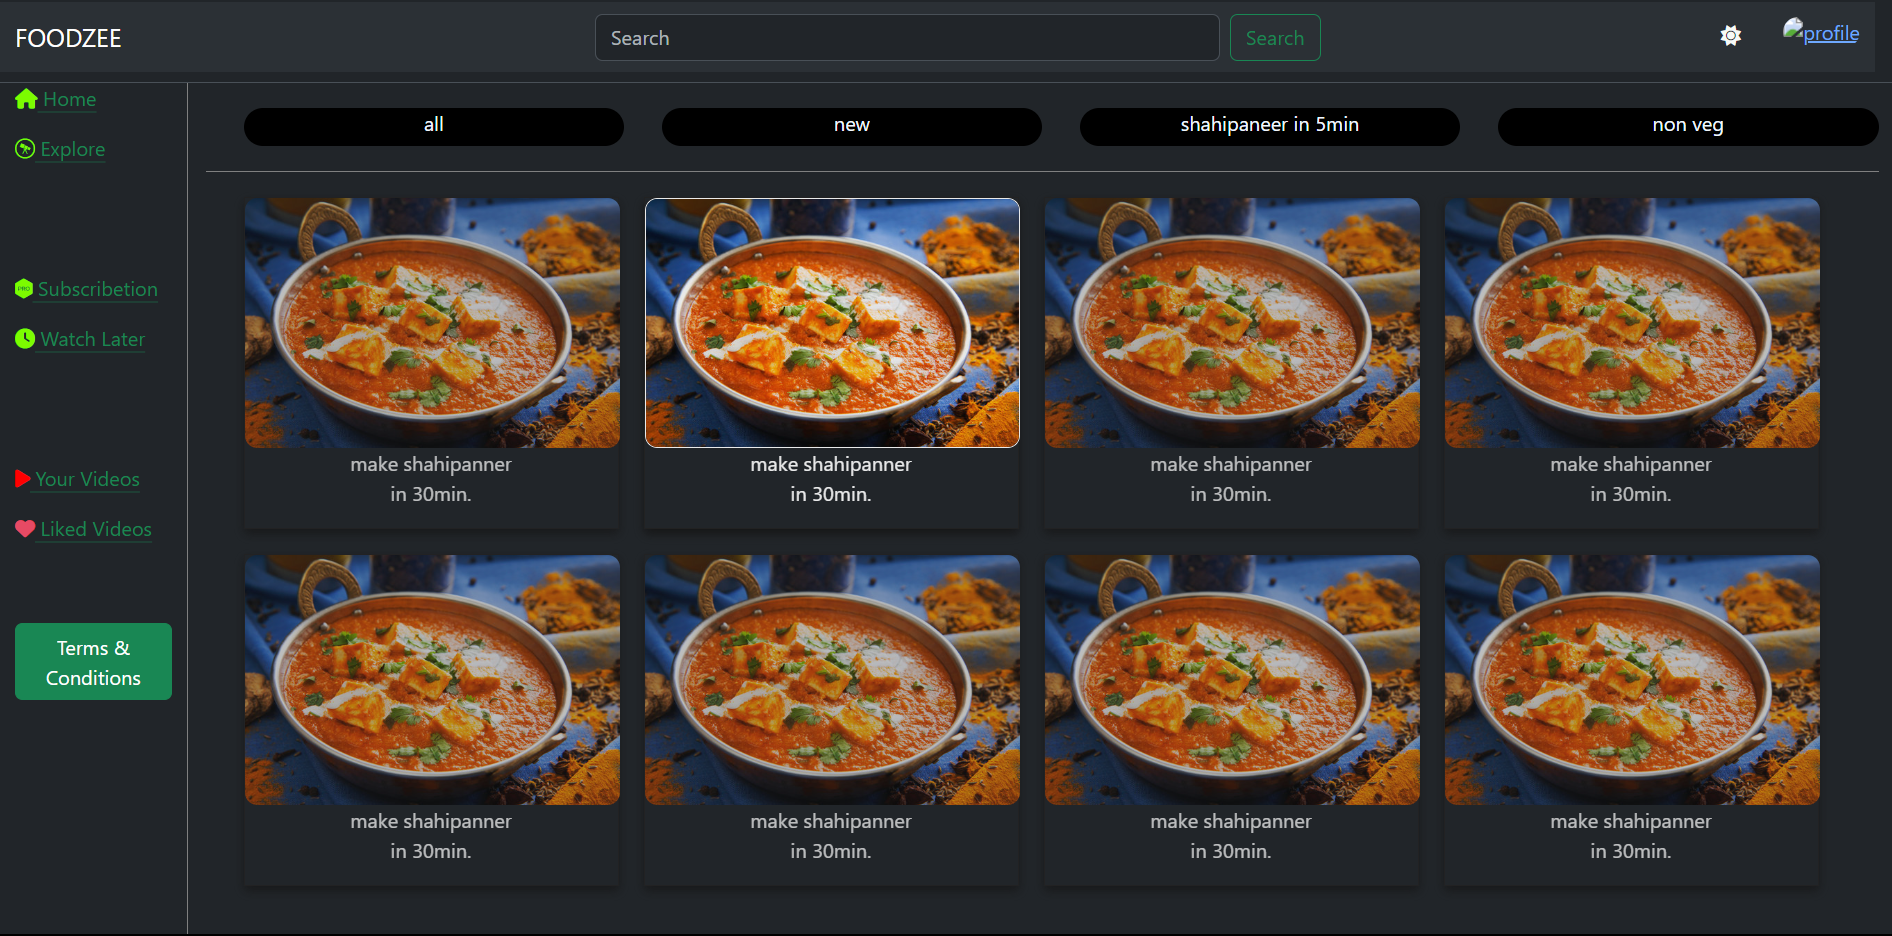 FOODZEE
Search
Search
profile
Home
Explore
Subscribetion
Watch Later
Your Videos
Liked Videos
Terms &
Conditions
all
new
shahipaneer in 5min
non veg
make shahipanner
in 30min.
make shahipanner
in 30min.
make shahipanner
in 30min.
make shahipanner
in 30min.
make shahipanner
in 30min.
make shahipanner
in 30min.
make shahipanner
in 30min.
make shahipanner
in 30min.